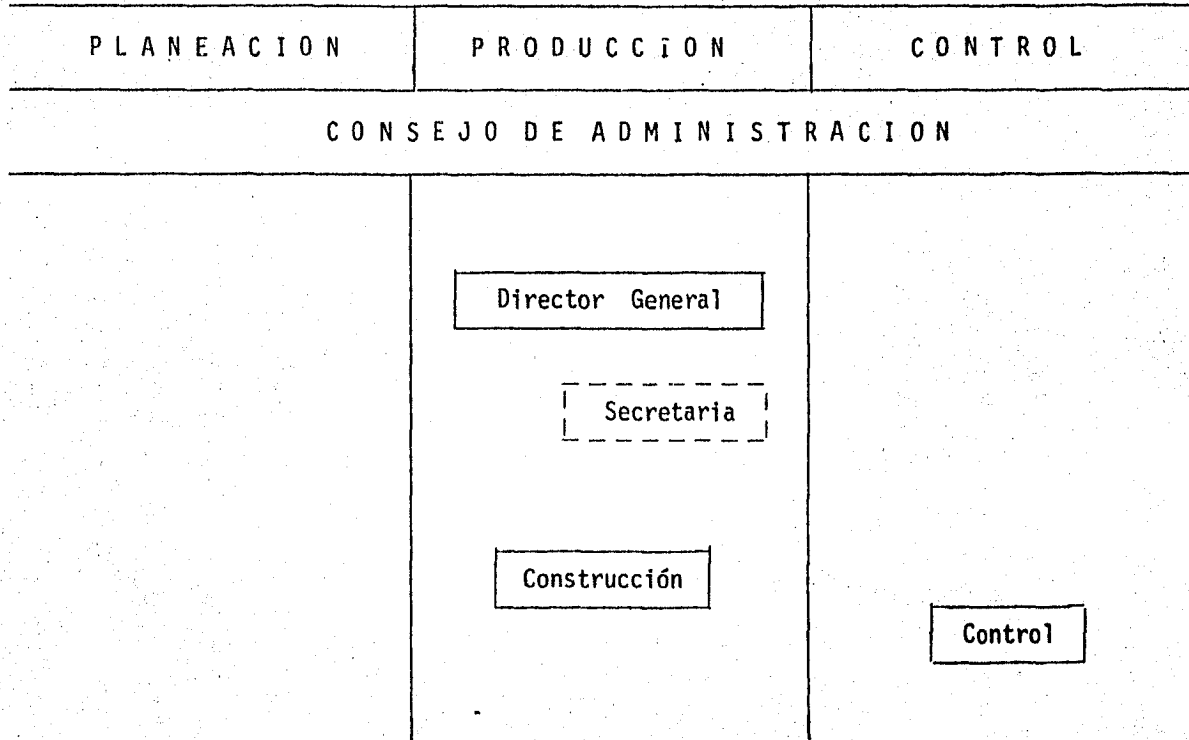 PLANEACION
PRODUCCION
CONTROL
CONSEJO DE ADMINISTRACION
Director General
Secretaria
Construcción
Control